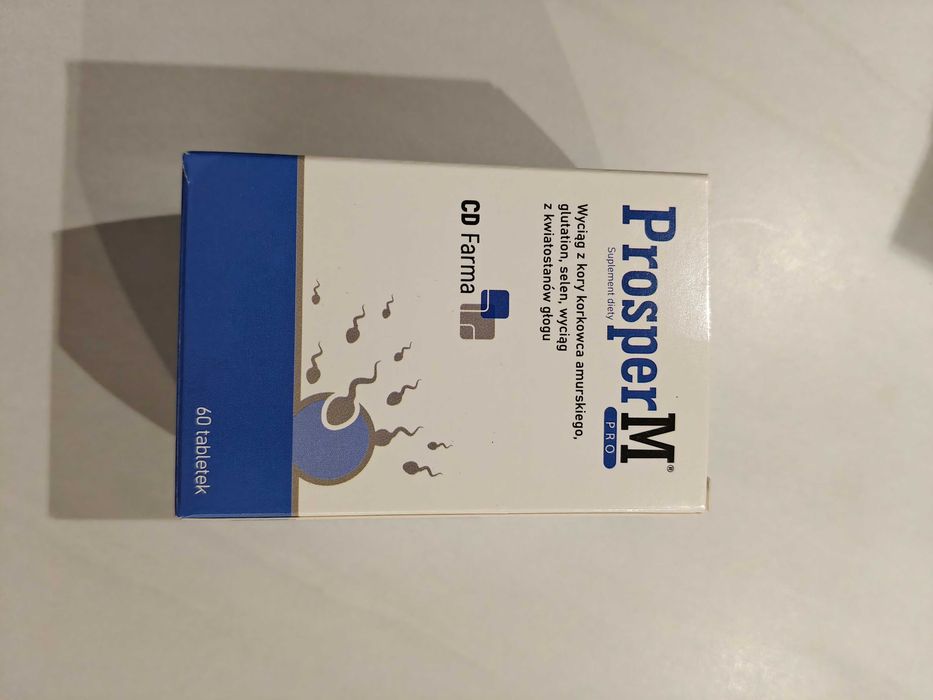 ProsperM®
PRO
Suplement diety
Wyciąg z kory korkowca amurskiego,
glutation, selen, wyciąg
z kwiatostanów głogu
CD Farma
60 tabletek